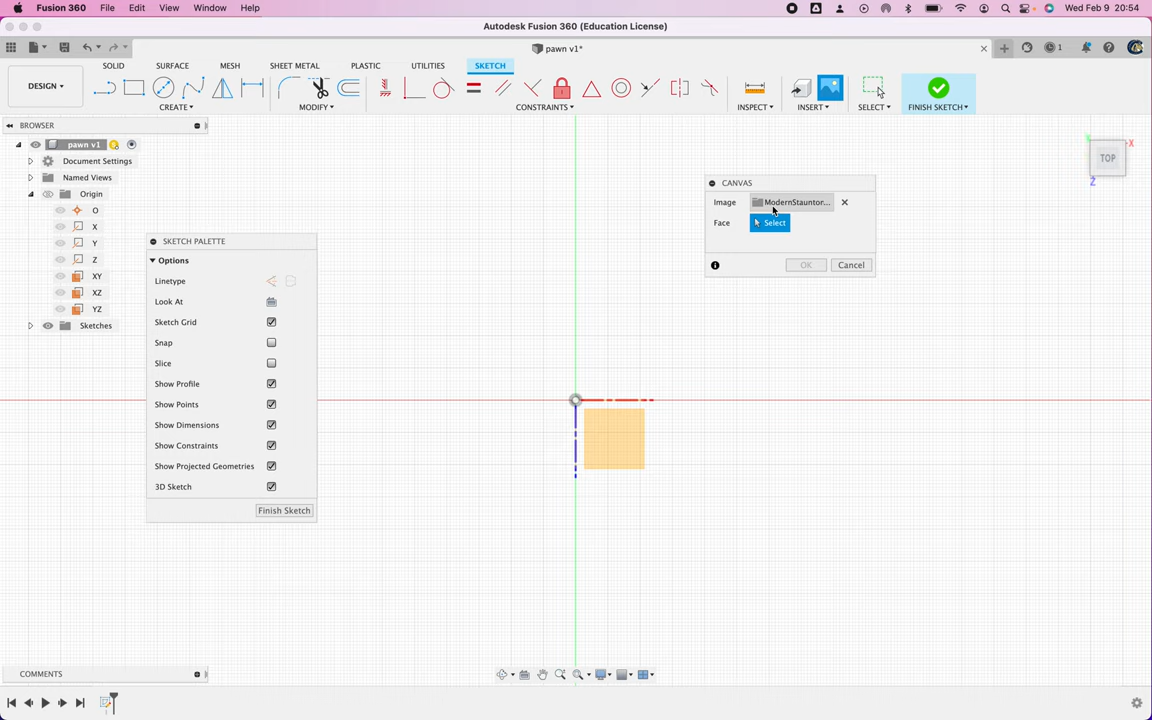 Fusion 360 File Edit View Window Help Wed Feb 9 20:54
Autodesk Fusion 360 (Education License)
pawn v1* 1
SOLID SURFACE MESH SHEET METAL PLASTIC UTILITIES SKETCH
DESIGN
CREATE MODIFY CONSTRAINTS INSPECT INSERT SELECT FINISH SKETCH
BROWSER
pawn v1
Document Settings
Named Views
Origin
O
X
Y
Z
XY
XZ
YZ
Sketches
SKETCH PALETTE
Options
Linetype
Look At
Sketch Grid
Snap
Slice
Show Profile
Show Points
Show Dimensions
Show Constraints
Show Projected Geometries
3D Sketch
Finish Sketch
CANVAS
Image ModernStauntor...
Face Select
OK Cancel
TOP
X
Z
COMMENTS